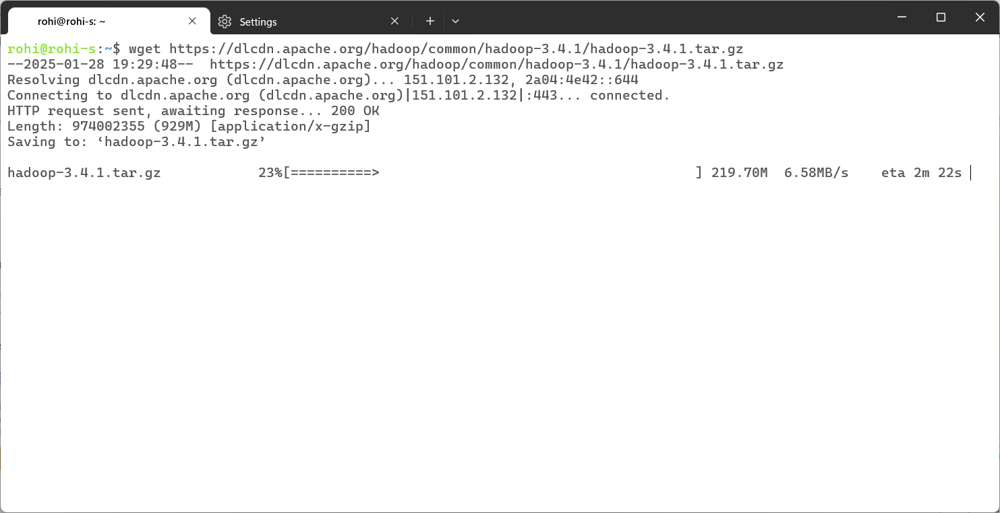 rohi@rohi-s: ~
Settings
rohi@rohi-s:~$ wget https://dlcdn.apache.org/hadoop/common/hadoop-3.4.1/hadoop-3.4.1.tar.gz
--2025-01-28 19:29:48--  https://dlcdn.apache.org/hadoop/common/hadoop-3.4.1/hadoop-3.4.1.tar.gz
Resolving dlcdn.apache.org (dlcdn.apache.org)... 151.101.2.132, 2a04:4e42::644
Connecting to dlcdn.apache.org (dlcdn.apache.org)|151.101.2.132|:443... connected.
HTTP request sent, awaiting response... 200 OK
Length: 974002355 (929M) [application/x-gzip]
Saving to: ‘hadoop-3.4.1.tar.gz’
hadoop-3.4.1.tar.gz            23%[==========>                                       ] 219.70M  6.58MB/s    eta 2m 22s